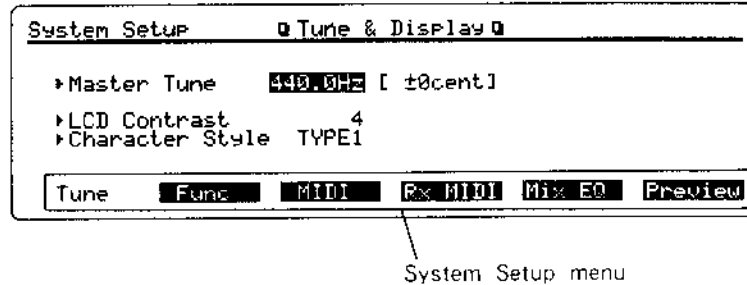 System Setup Tune & Display
Master Tune 440.0Hz [ ±0cent]
LCD Contrast 4
Character Style TYPE1
Tune Func MIDI Rx MIDI Mix EQ Preview
System Setup menu